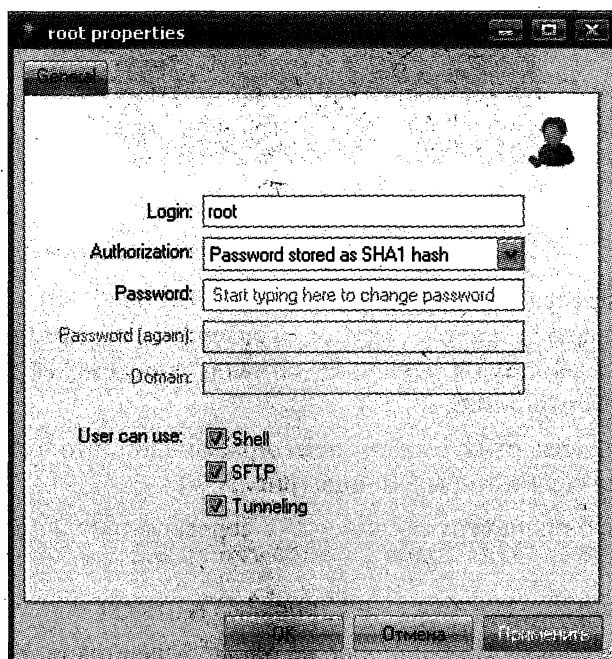 root properties
General
Login: root
Authorization: Password stored as SHA1 hash
Password: Start typing here to change password
Password (again):
Domain:
User can use: Shell
SFTP
Tunneling
OK Отмена Применить